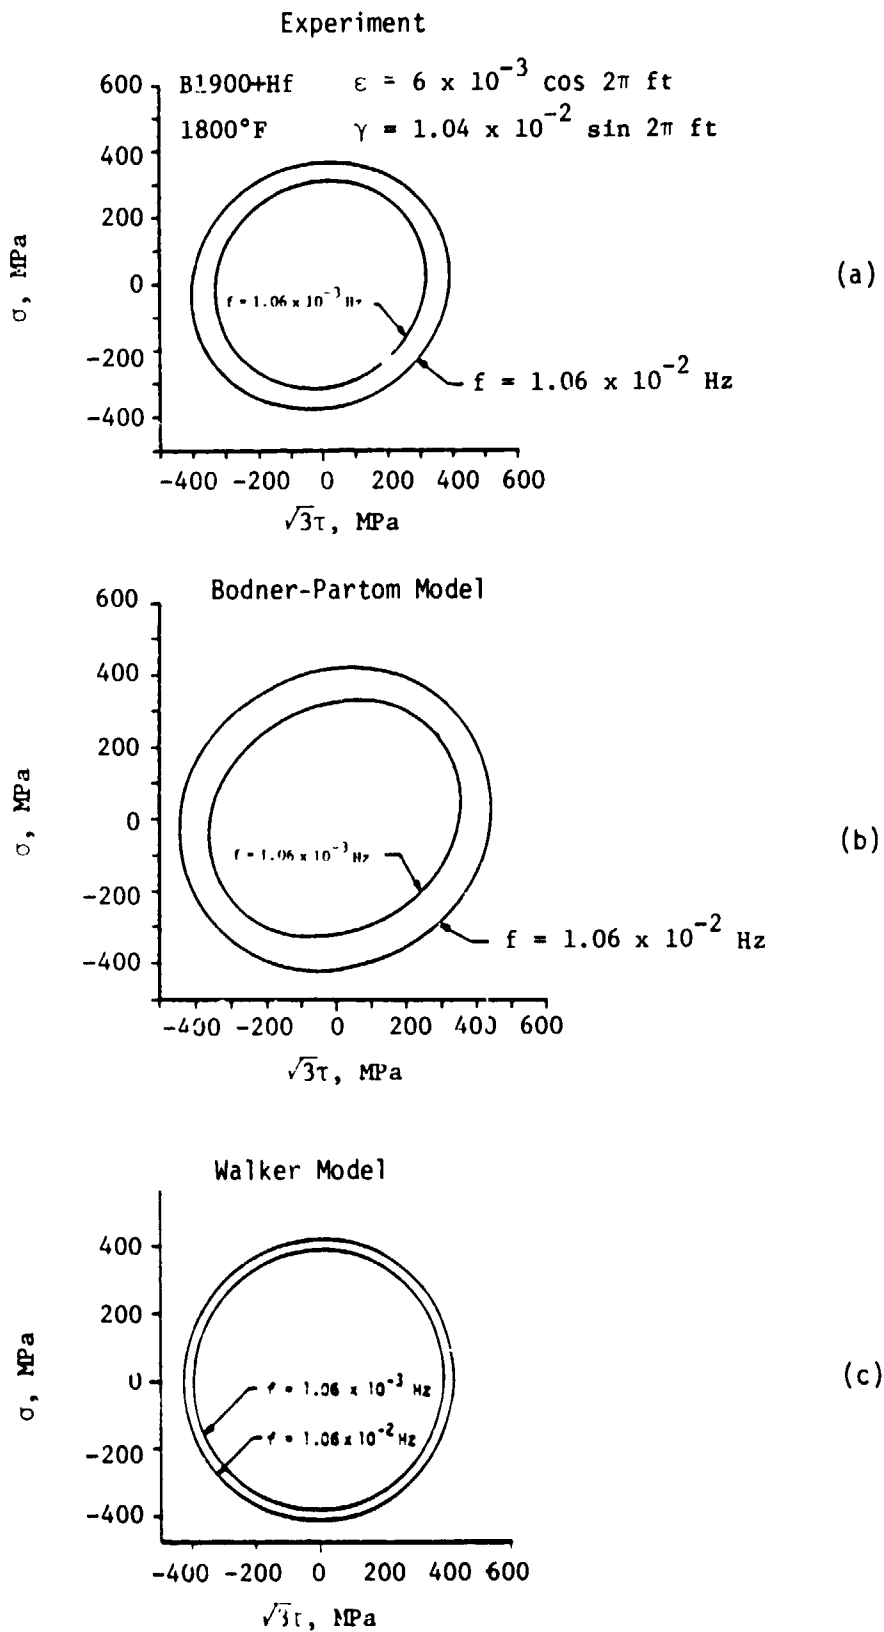 Experiment
600 B1900+Hf ε = 6 x 10⁻³ cos 2π ft
1800°F γ = 1.04 x 10⁻² sin 2π ft
400
200
0
-200
-400
σ, MPa
f = 1.06 x 10⁻³ Hz
f = 1.06 x 10⁻² Hz
(a)
-400 -200 0 200 400 600
√3τ, MPa
Bodner-Partom Model
600
400
200
0
-200
-400
σ, MPa
f = 1.06 x 10⁻³ Hz
f = 1.06 x 10⁻² Hz
(b)
-400 -200 0 200 400 600
√3τ, MPa
Walker Model
400
200
0
-200
-400
σ, MPa
f = 1.06 x 10⁻³ Hz
f = 1.06 x 10⁻² Hz
(c)
-400 -200 0 200 400 600
√3τ, MPa